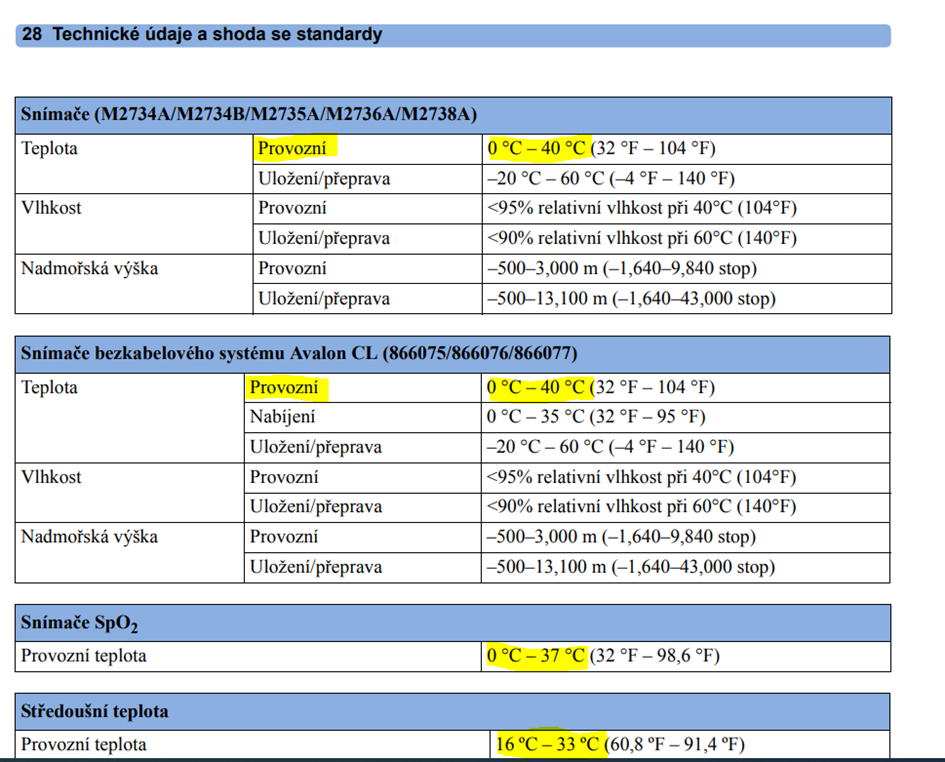 28 Technické údaje a shoda se standardy
Snímače (M2734A/M2734B/M2735A/M2736A/M2738A)
Teplota Provozní 0 °C – 40 °C (32 °F – 104 °F)
Uložení/přeprava –20 °C – 60 °C (–4 °F – 140 °F)
Vlhkost Provozní <95% relativní vlhkost při 40°C (104°F)
Uložení/přeprava <90% relativní vlhkost při 60°C (140°F)
Nadmořská výška Provozní –500–3,000 m (–1,640–9,840 stop)
Uložení/přeprava –500–13,100 m (–1,640–43,000 stop)
Snímače bezkabelového systému Avalon CL (866075/866076/866077)
Teplota Provozní 0 °C – 40 °C (32 °F – 104 °F)
Nabíjení 0 °C – 35 °C (32 °F – 95 °F)
Uložení/přeprava –20 °C – 60 °C (–4 °F – 140 °F)
Vlhkost Provozní <95% relativní vlhkost při 40°C (104°F)
Uložení/přeprava <90% relativní vlhkost při 60°C (140°F)
Nadmořská výška Provozní –500–3,000 m (–1,640–9,840 stop)
Uložení/přeprava –500–13,100 m (–1,640–43,000 stop)
Snímače SpO₂
Provozní teplota 0 °C – 37 °C (32 °F – 98,6 °F)
Středoušní teplota
Provozní teplota 16 ºC – 33 ºC (60,8 ºF – 91,4 ºF)